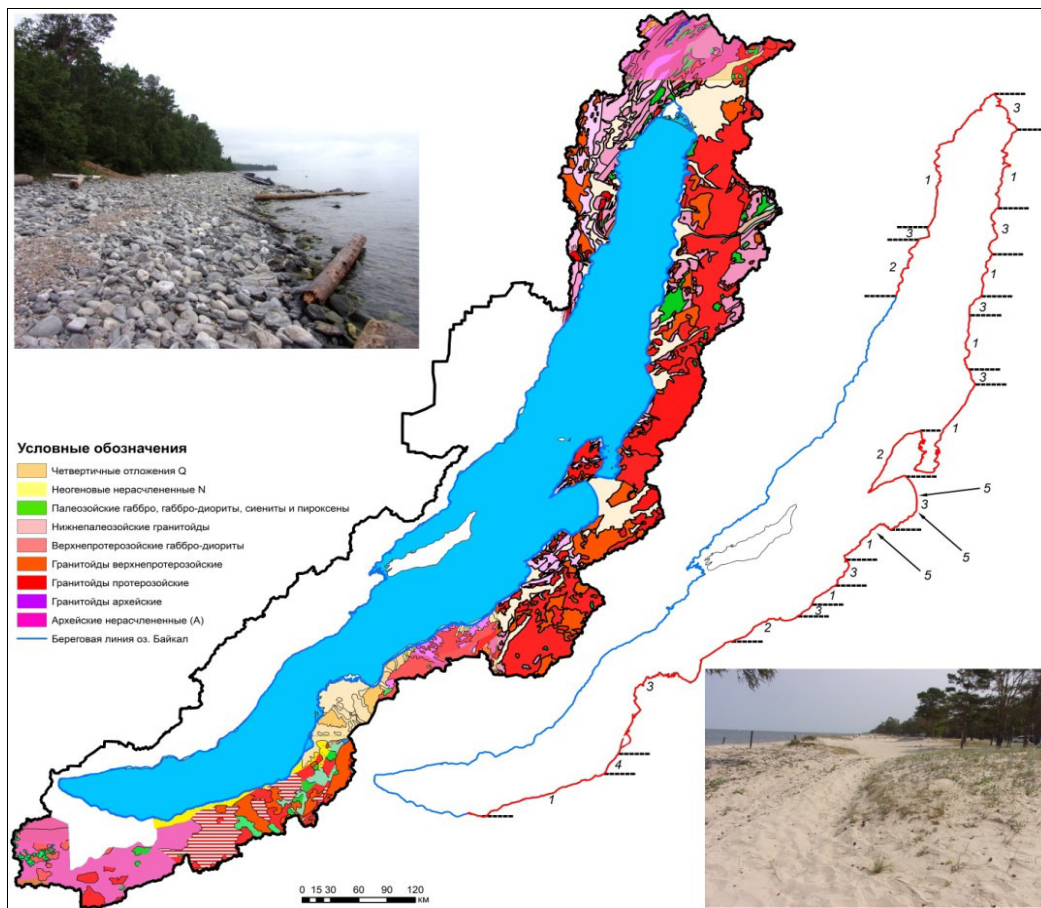 Условные обозначения
Четвертичные отложения Q
Неогеновые нерасчлененные N
Палеозойские габбро, габбро-диориты, сиениты и пироксены
Нижнепалеозойские гранитоиды
Верхнепротерозойские габбро-диориты
Гранитоиды верхнепротерозойские
Гранитоиды протерозойские
Гранитоиды архейские
Архейские нерасчлененные (А)
Береговая линия оз. Байкал
3
1
1
3
3
2
1
3
1
3
1
2
5
3
5
1
5
3
1
3
2
3
4
1
0 15 30 60 90 120
км